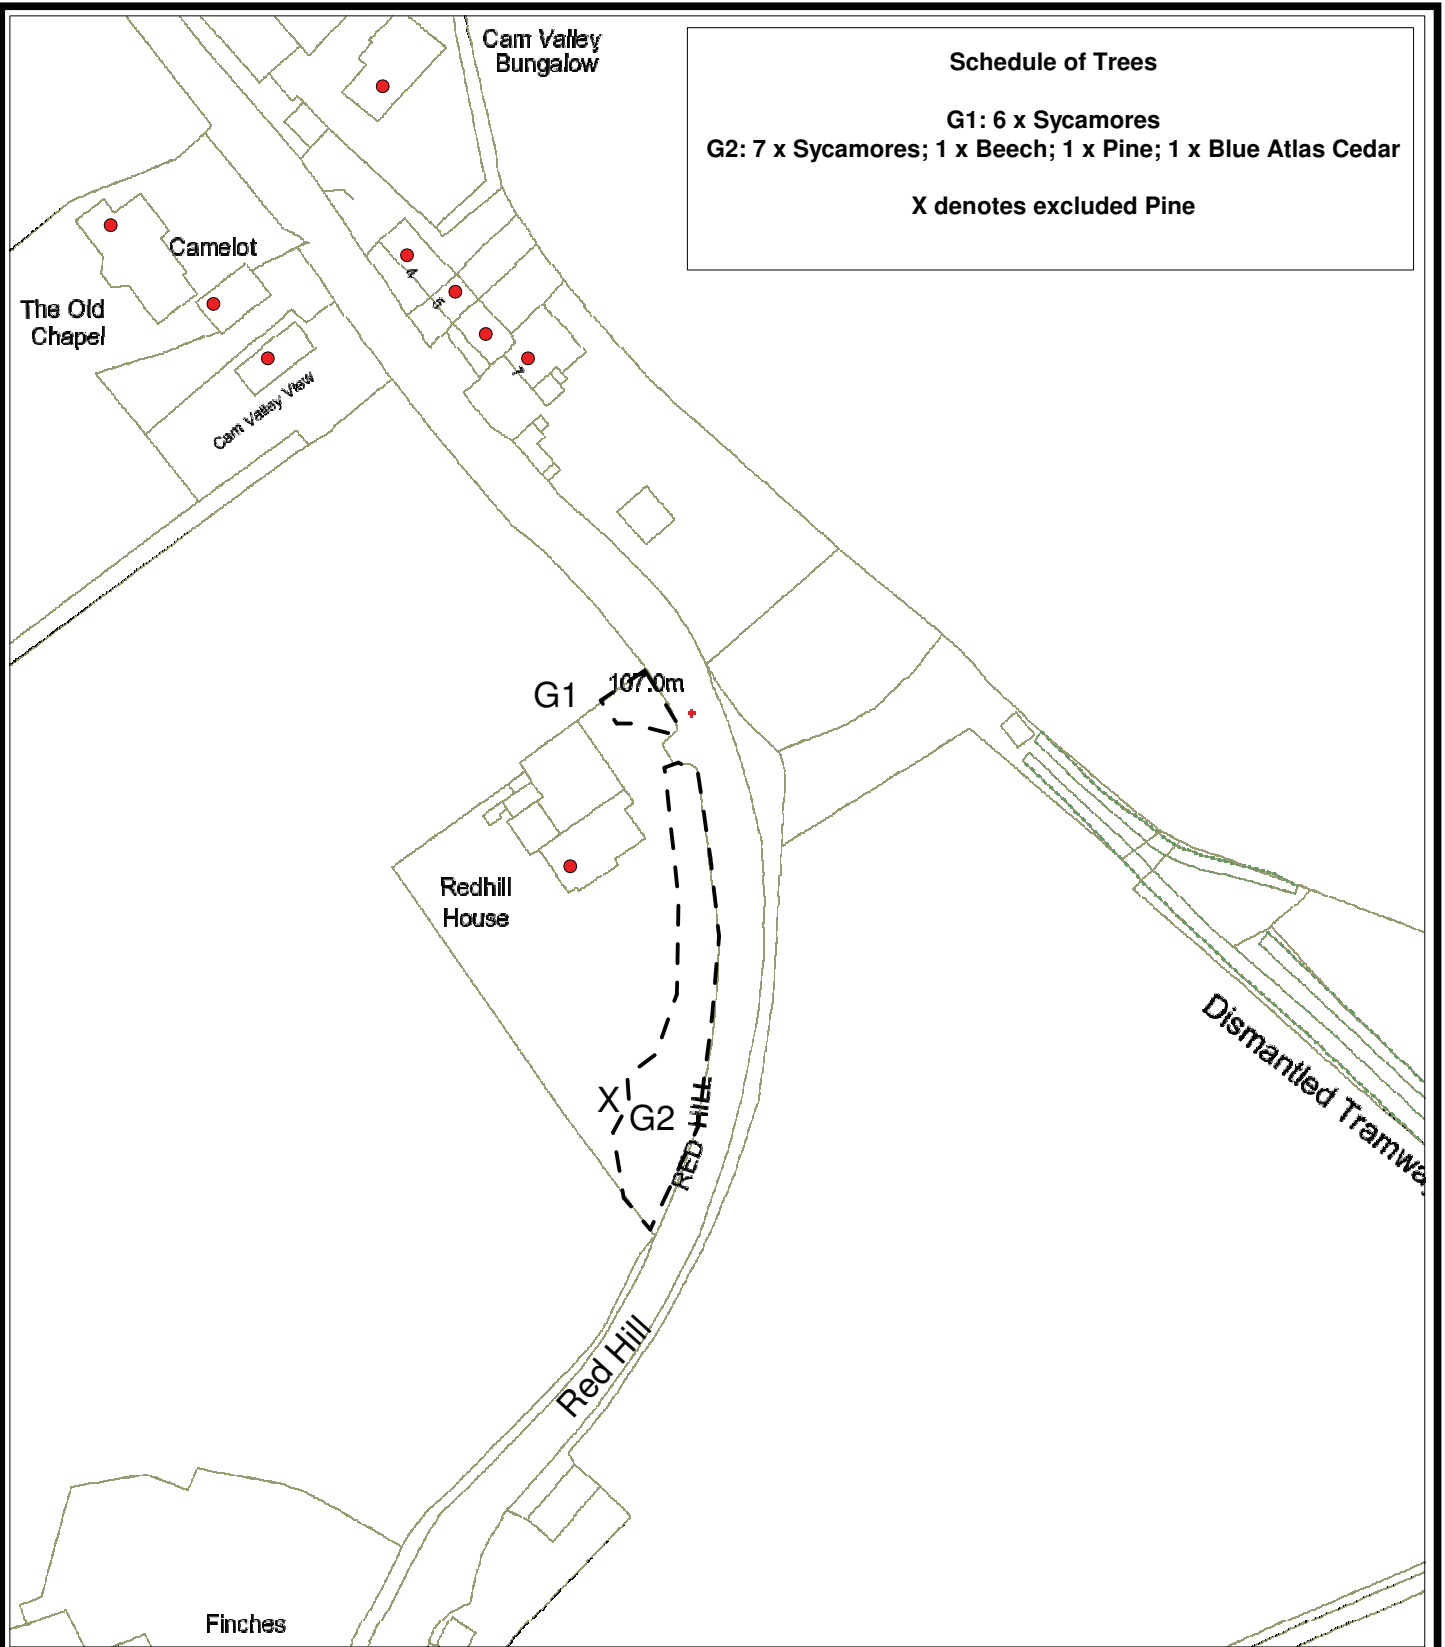 Cam Valley
Bungalow
Schedule of Trees
G1: 6 x Sycamores
G2: 7 x Sycamores; 1 x Beech; 1 x Pine; 1 x Blue Atlas Cedar
X denotes excluded Pine
Camelot
The Old
Chapel
4
5
7
Cam Valley View
G1
107.0m
Redhill
House
Dismantled Tramway
X
G2
RED HILL
Red Hill
Finches